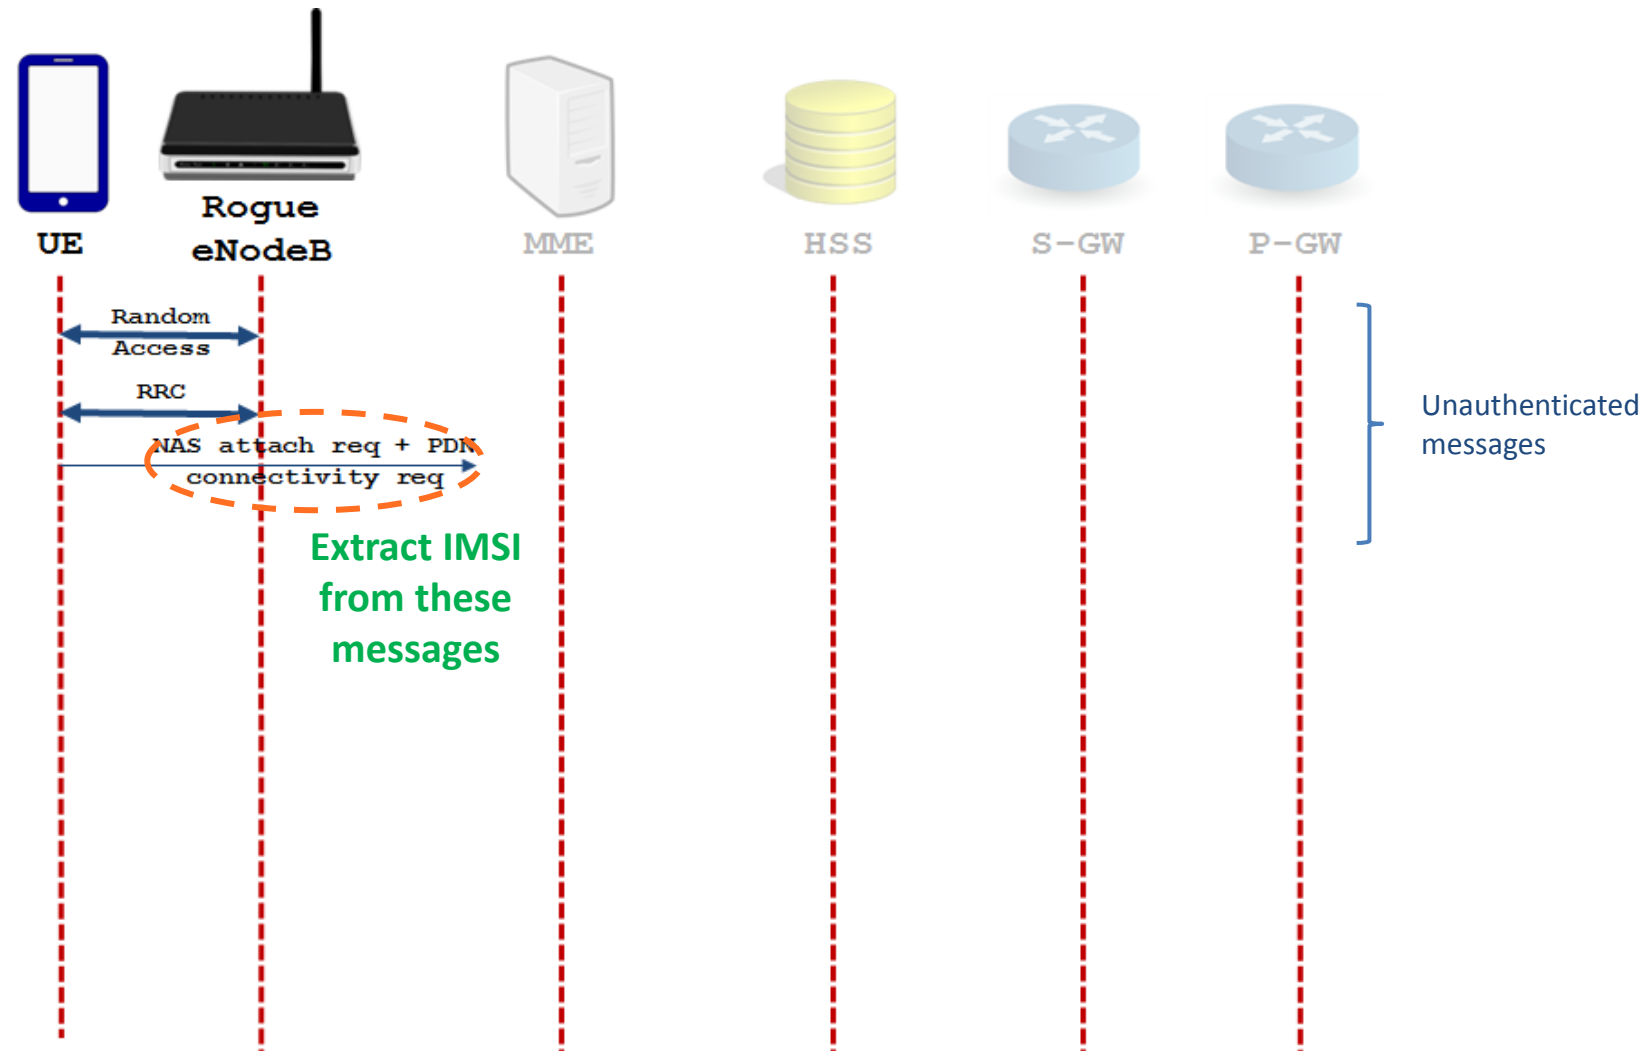 UE
Rogue
eNodeB
MME
HSS
S-GW
P-GW
Random
Access
RRC
NAS attach req + PDN
connectivity req
Extract IMSI
from these
messages
Unauthenticated
messages